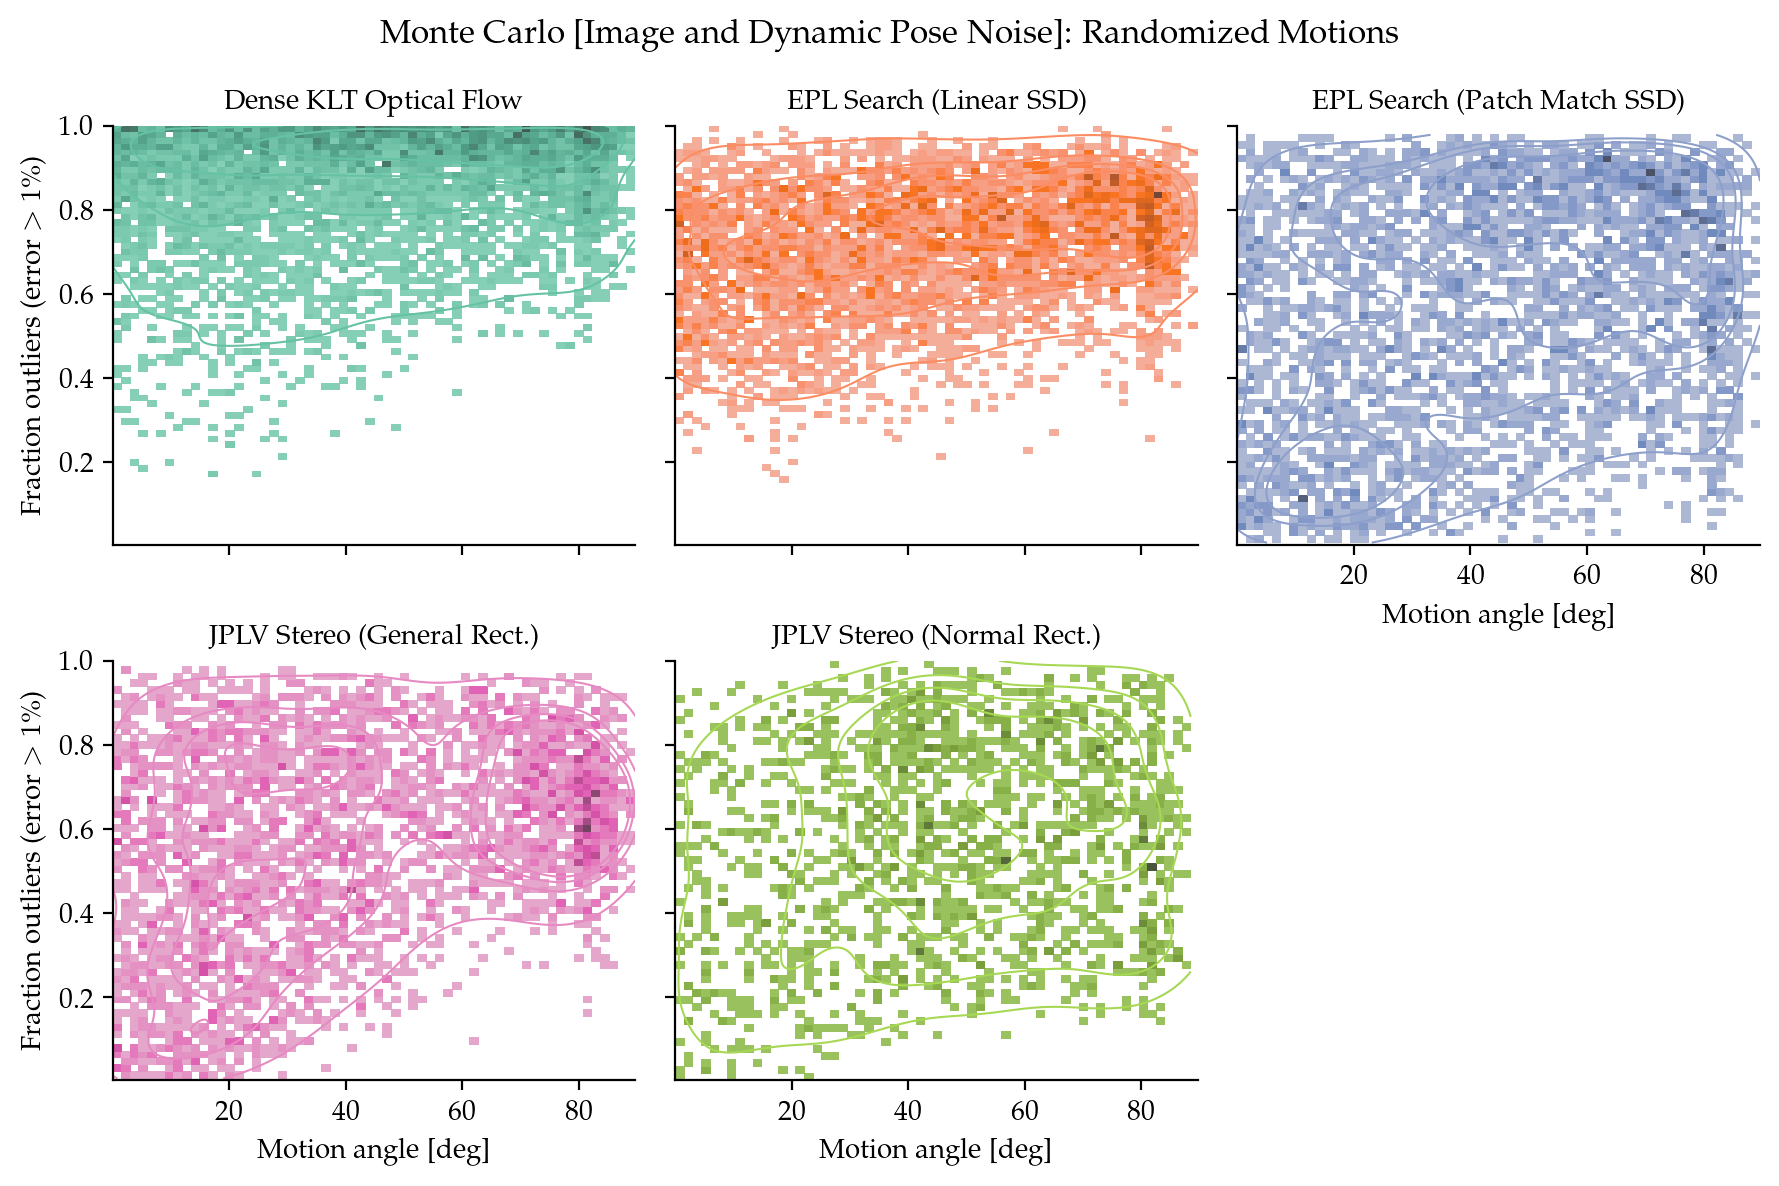 Monte Carlo [Image and Dynamic Pose Noise]: Randomized Motions
Dense KLT Optical Flow
EPL Search (Linear SSD)
EPL Search (Patch Match SSD)
Fraction outliers (error > 1%)
1.0
0.8
0.6
0.4
0.2
20 40 60 80
Motion angle [deg]
JPLV Stereo (General Rect.)
JPLV Stereo (Normal Rect.)
Fraction outliers (error > 1%)
1.0
0.8
0.6
0.4
0.2
20 40 60 80
20 40 60 80
Motion angle [deg]
Motion angle [deg]